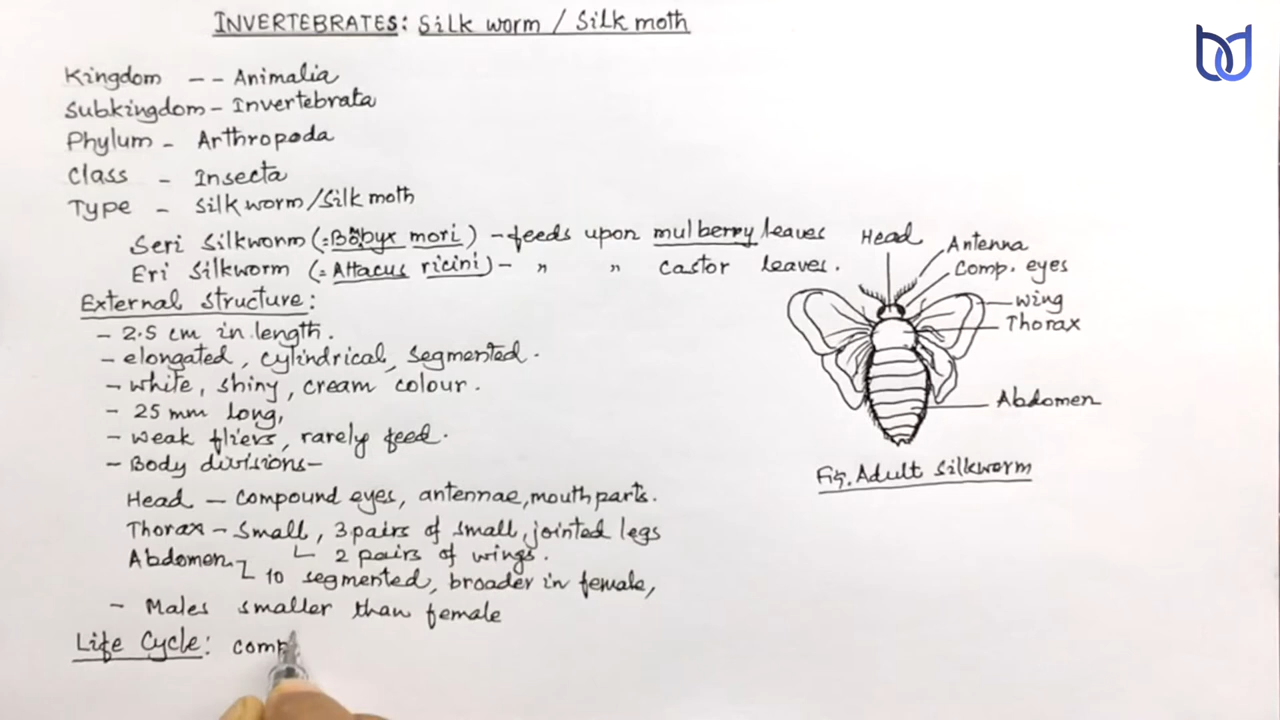 INVERTEBRATES: Silk worm / Silk moth
Kingdom -- Animalia
Subkingdom - Invertebrata
Phylum - Arthropoda
Class - Insecta
Type - Silk worm/Silk moth
Seri Silkworm (=Bobyx mori) - feeds upon mulberry leaves
Eri Silkworm (=Attacus ricini) - " " castor leaves.
External structure:
- 2.5 cm in length.
- elongated, cylindrical, segmented.
- white, shiny, cream colour.
- 25 mm long,
- weak fliers, rarely feed.
- Body divisions-
Head - compound eyes, antennae, mouth parts.
Thorax - small, 3 pairs of small, jointed legs
2 pairs of wings.
Abdomen
10 segmented, broader in female,
- Males smaller than female
Life Cycle: comp
Head
Antenna
Comp. eyes
wing
Thorax
Abdomen
Fig. Adult silkworm